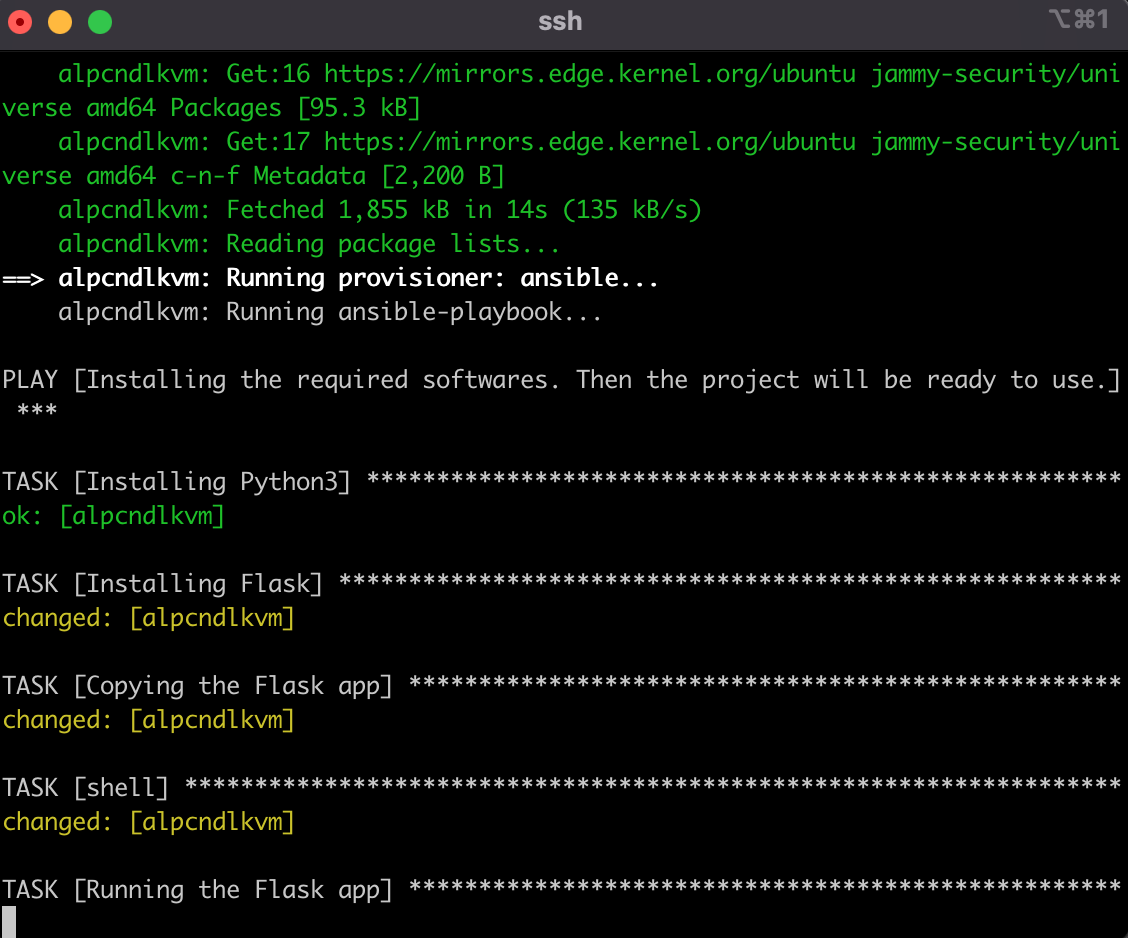 ssh
⌥⌘1
alpcndlkvm: Get:16 https://mirrors.edge.kernel.org/ubuntu jammy-security/uni
verse amd64 Packages [95.3 kB]
alpcndlkvm: Get:17 https://mirrors.edge.kernel.org/ubuntu jammy-security/uni
verse amd64 c-n-f Metadata [2,200 B]
alpcndlkvm: Fetched 1,855 kB in 14s (135 kB/s)
alpcndlkvm: Reading package lists...
==> alpcndlkvm: Running provisioner: ansible...
alpcndlkvm: Running ansible-playbook...
PLAY [Installing the required softwares. Then the project will be ready to use.]
***
TASK [Installing Python3] ******************************************************
ok: [alpcndlkvm]
TASK [Installing Flask] ********************************************************
changed: [alpcndlkvm]
TASK [Copying the Flask app] ***************************************************
changed: [alpcndlkvm]
TASK [shell] *******************************************************************
changed: [alpcndlkvm]
TASK [Running the Flask app] ***************************************************